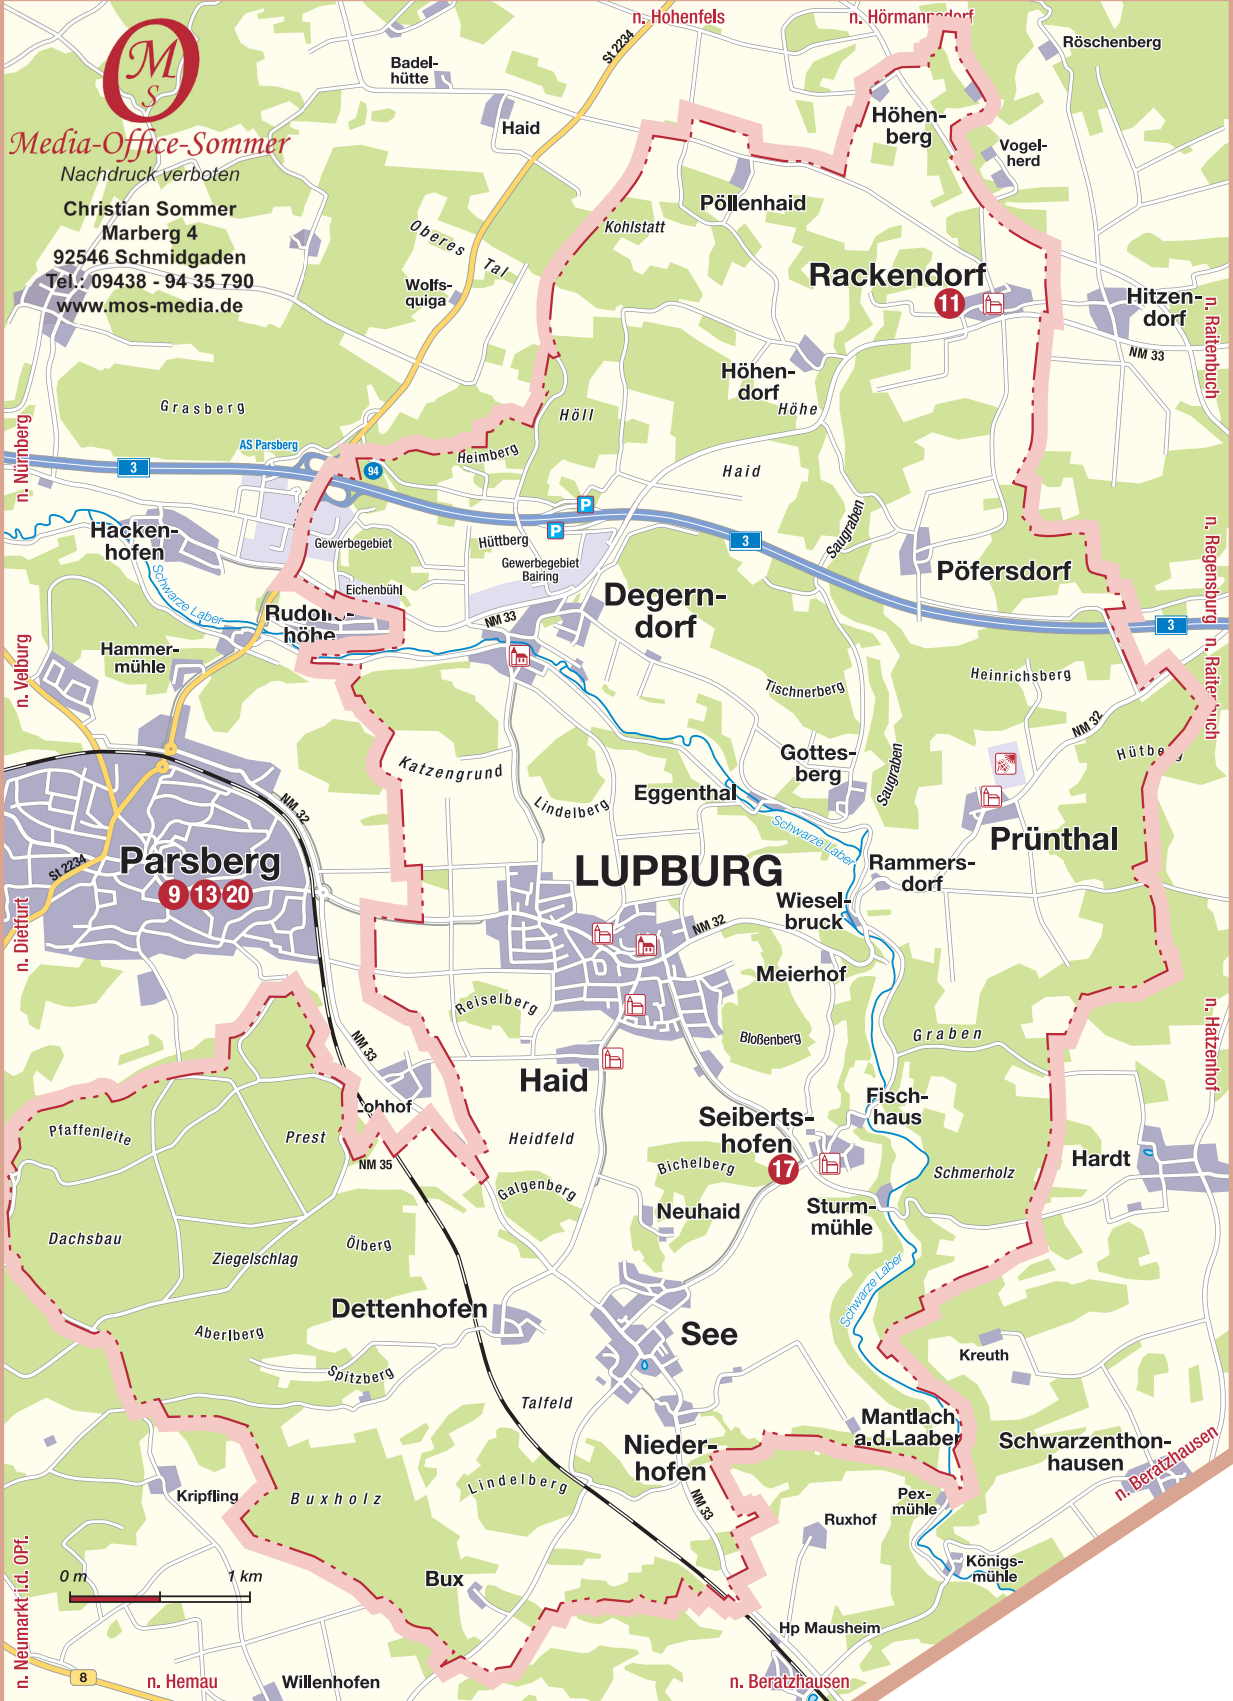 n. Hohenfels
n. Hörmannsdorf
St 2234
Röschenberg
Badel-
hütte
Haid
Höhen-
berg
Vogel-
herd
OMS
Media-Office-Sommer
Nachdruck verboten
Christian Sommer
Marberg 4
92546 Schmidgaden
Tel.: 09438 - 94 35 790
www.mos-media.de
Pöllenhaid
Kohlstatt
Oberes Tal
Wolfs-
quiga
Rackendorf
11
Hitzen-
dorf
n. Raitenbuch
NM 33
Höhen-
dorf
Höhe
Grasberg
Höll
AS Parsberg
Heimberg
94
3
Haid
n. Nürnberg
P
P
3
Saugraben
Hacken-
hofen
Gewerbegebiet
Hüttberg
Gewerbegebiet
Bairing
Pöfersdorf
n. Regensburg
Schwarze Laber
Eichenbühl
Degern-
dorf
NM 33
3
Rudolfs-
höhe
Hammer-
mühle
n. Velburg
Tischnerberg
Heinrichsberg
n. Raitenbuch
NM 32
Hütberg
Katzengrund
Gottes-
berg
Saugraben
Eggenthal
Lindelberg
NM 32
Schwarze Laber
Prünthal
Parsberg
9 13 20
St 2234
LUPBURG
Rammers-
dorf
Wiesel-
bruck
NM 32
n. Dietfurt
Meierhof
Reiselberg
Bloßenberg
Graben
n. Hatzenhof
NM 33
Haid
Lohhof
Fisch-
haus
Seiberts-
hofen
17
Pfaffenleite
Prest
NM 35
Heidfeld
Bichelberg
Schmerholz
Hardt
Galgenberg
Neuhaid
Sturm-
mühle
Dachsbau
Ziegelschlag
Ölberg
Schwarze Laber
Dettenhofen
See
Aberlberg
Kreuth
Spitzberg
Talfeld
Mantlach
a.d.Laaber
Nieder-
hofen
Schwarzenthon-
hausen
n. Beratzhausen
Lindelberg
Kripfling
Buxholz
NM 33
Pex-
mühle
Ruxhof
n. Neumarkt i.d. OPf.
0 m
1 km
Bux
Königs-
mühle
Hp Mausheim
8
n. Hemau
Willenhofen
n. Beratzhausen